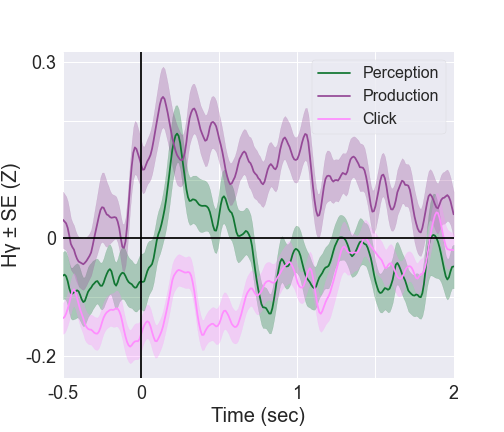 0.3
0
-0.2
Hγ ± SE (Z)
Perception
Production
Click
-0.5 0 1 2
Time (sec)